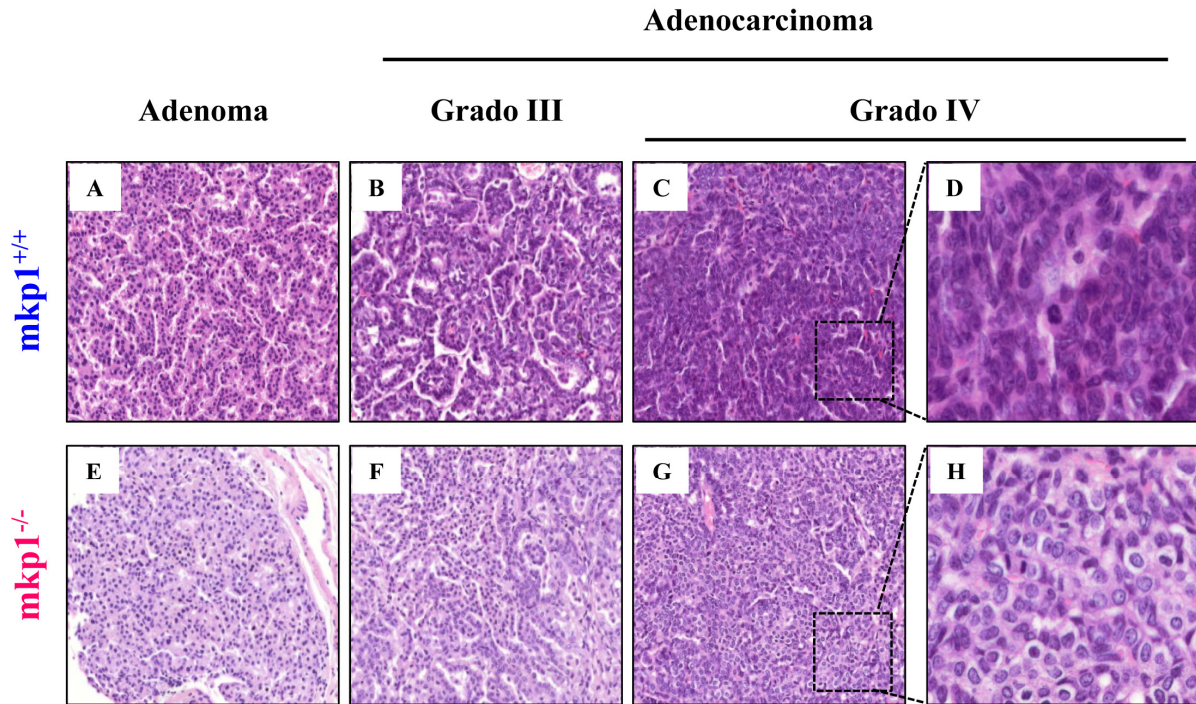 Adenocarcinoma
Adenoma
Grado III
Grado IV
mkp1+/+
A
B
C
D
mkp1-/-
E
F
G
H